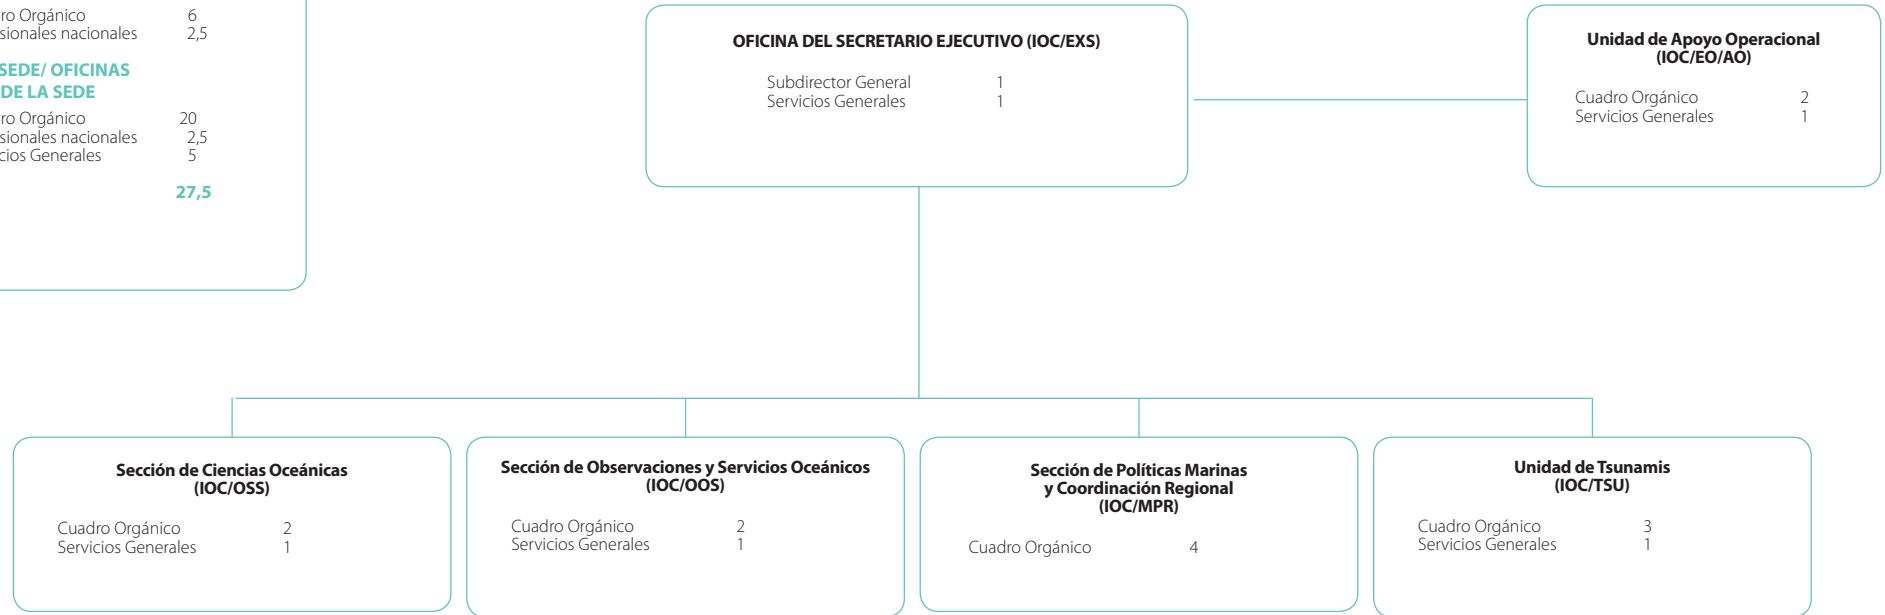 ro Orgánico 6
sionales nacionales 2,5
SEDE/ OFICINAS
DE LA SEDE
ro Orgánico 20
sionales nacionales 2,5
cios Generales 5
27,5
OFICINA DEL SECRETARIO EJECUTIVO (IOC/EXS)
Subdirector General 1
Servicios Generales 1
Unidad de Apoyo Operacional
(IOC/EO/AO)
Cuadro Orgánico 2
Servicios Generales 1
Sección de Ciencias Oceánicas
(IOC/OSS)
Cuadro Orgánico 2
Servicios Generales 1
Sección de Observaciones y Servicios Oceánicos
(IOC/OOS)
Cuadro Orgánico 2
Servicios Generales 1
Sección de Políticas Marinas
y Coordinación Regional
(IOC/MPR)
Cuadro Orgánico 4
Unidad de Tsunamis
(IOC/TSU)
Cuadro Orgánico 3
Servicios Generales 1